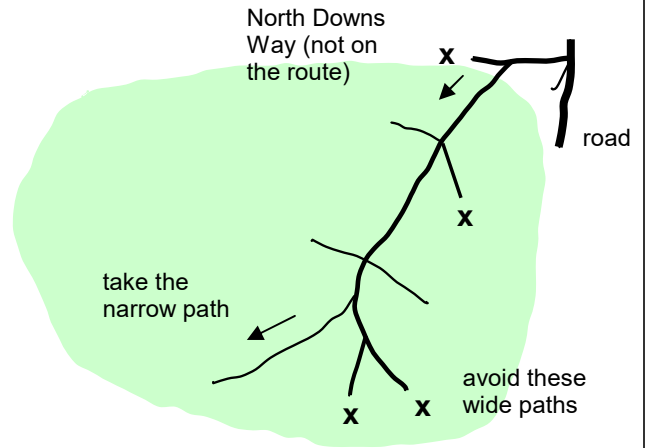 North Downs
Way (not on
the route)
x
road
x
take the
narrow path
avoid these
wide paths
x
x